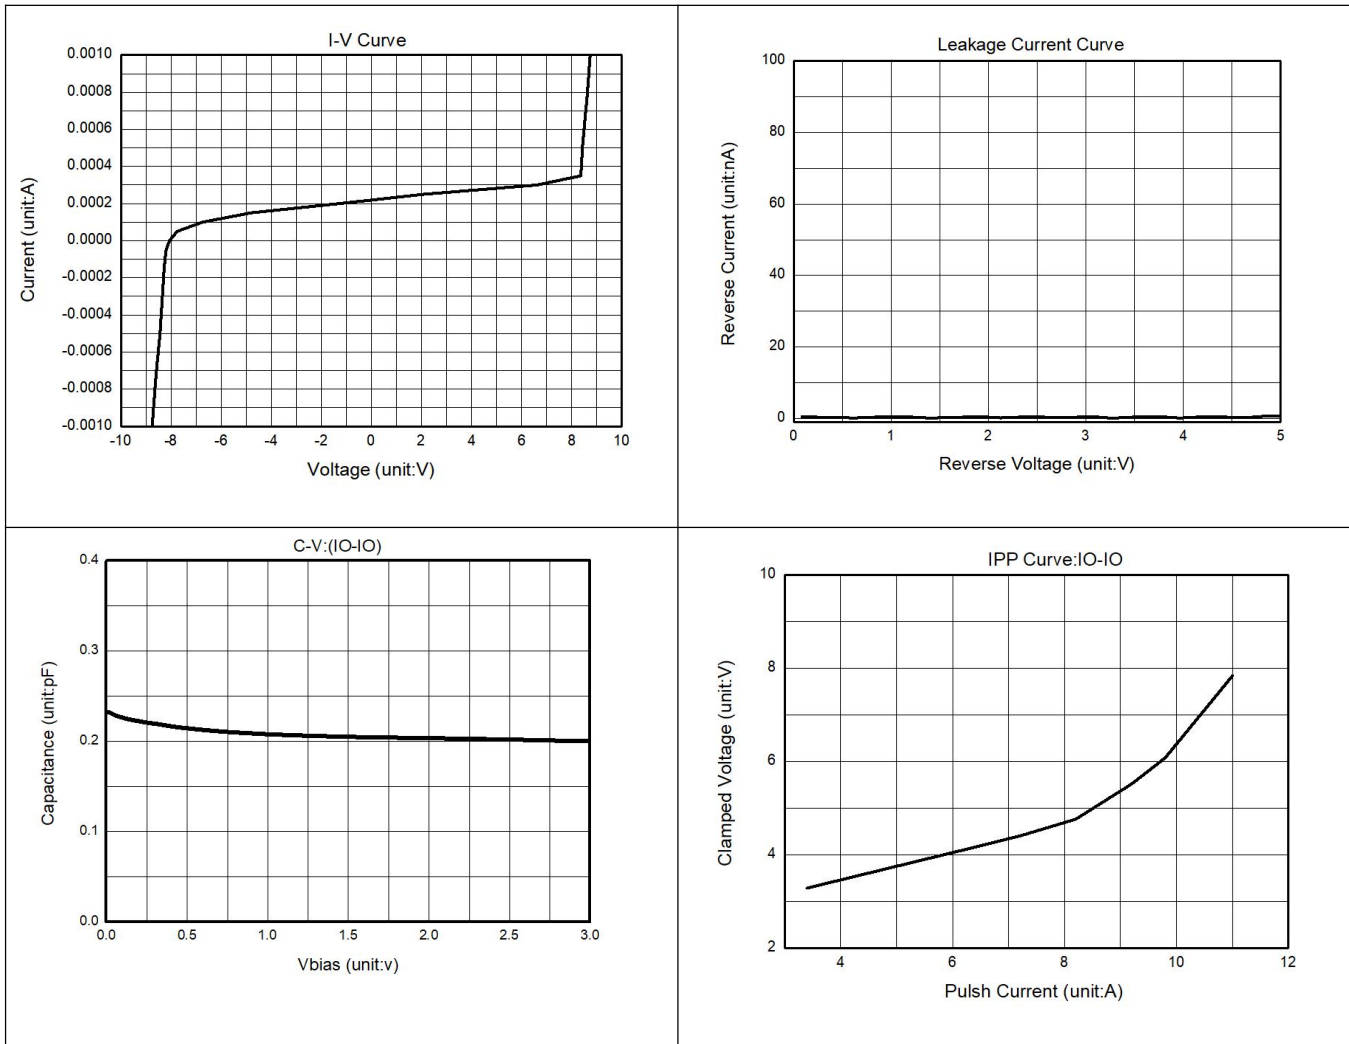 I-V Curve
0.0010
0.0008
0.0006
0.0004
0.0002
0.0000
-0.0002
-0.0004
-0.0006
-0.0008
-0.0010
Current (unit:A)
-10 -8 -6 -4 -2 0 2 4 6 8 10
Voltage (unit:V)
Leakage Current Curve
100
80
60
40
20
0
Reverse Current (unit:nA)
0 1 2 3 4 5
Reverse Voltage (unit:V)
C-V:(IO-IO)
0.4
0.3
0.2
0.1
0.0
Capacitance (unit:pF)
0.0 0.5 1.0 1.5 2.0 2.5 3.0
Vbias (unit:v)
IPP Curve:IO-IO
10
8
6
4
2
Clamped Voltage (unit:V)
4 6 8 10 12
Pulsh Current (unit:A)